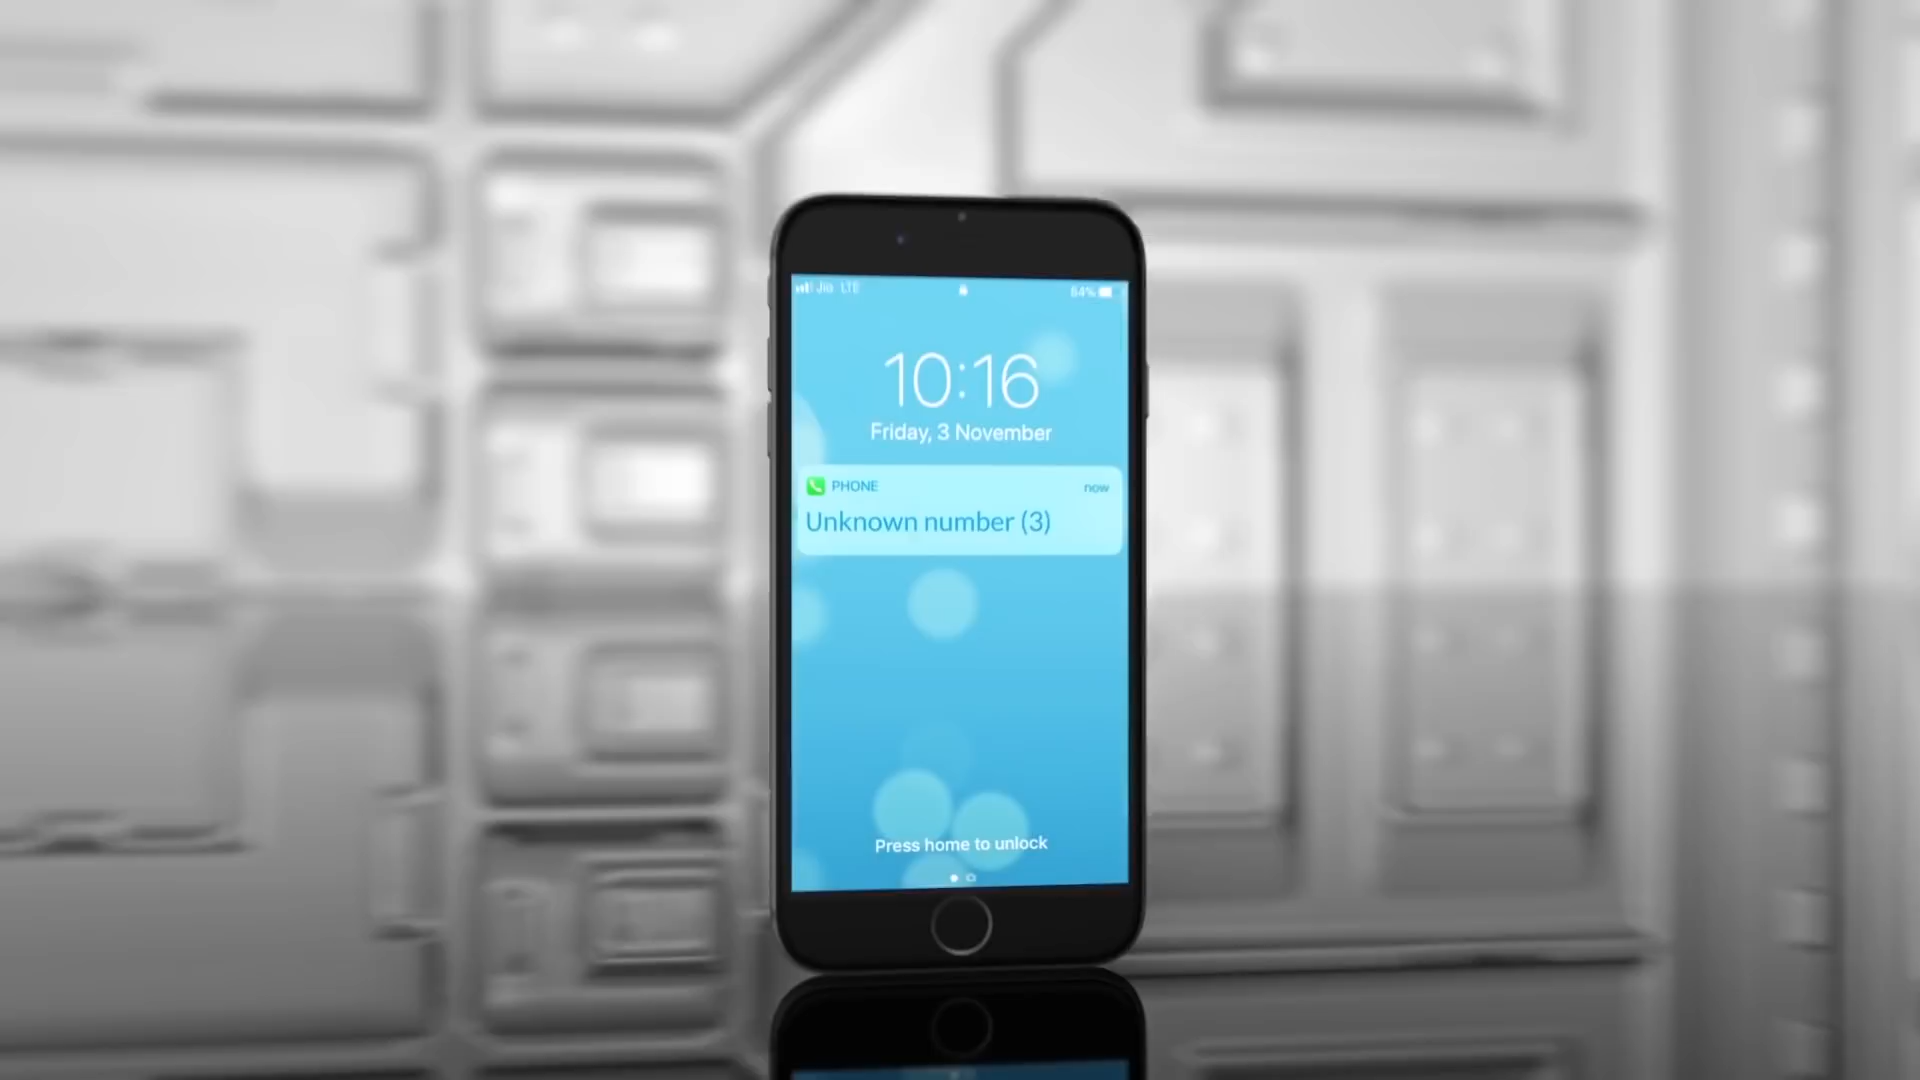 Jio LTE 64%
10:16
Friday, 3 November
PHONE now
Unknown number (3)
Press home to unlock